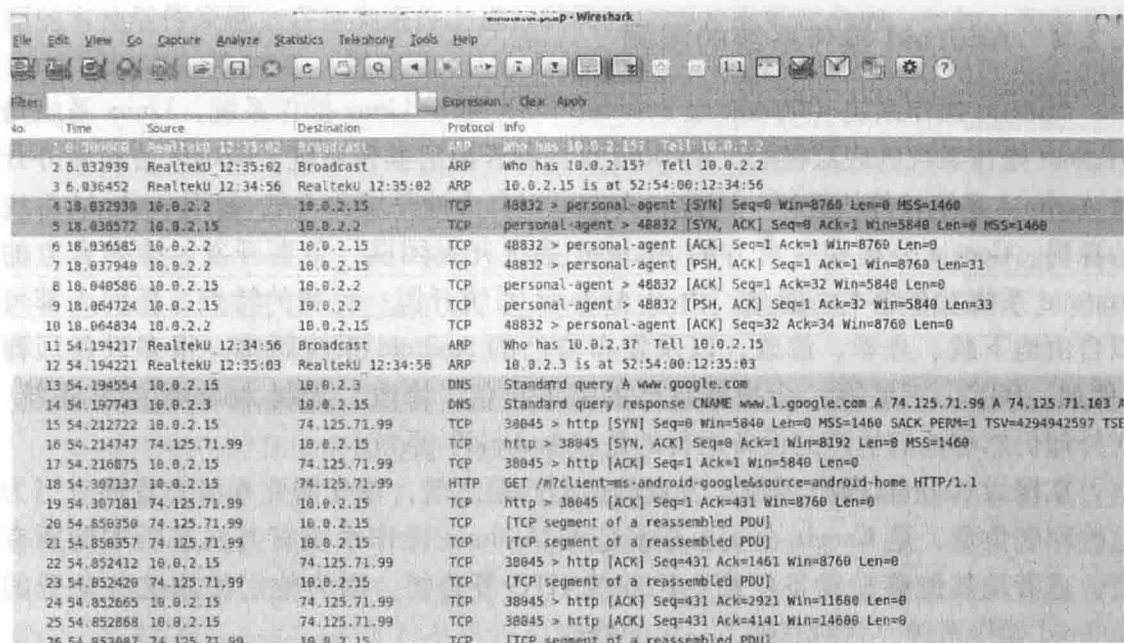 emulator.pcap - Wireshark
File Edit View Go Capture Analyze Statistics Telephony Tools Help
1:1
Filter: Expression... Clear Apply
No. Time Source Destination Protocol Info
1 0.000000 RealtekU_12:35:02 Broadcast ARP Who has 10.0.2.15? Tell 10.0.2.2
2 6.032939 RealtekU_12:35:02 Broadcast ARP Who has 10.0.2.15? Tell 10.0.2.2
3 6.036452 RealtekU_12:34:56 RealtekU_12:35:02 ARP 10.0.2.15 is at 52:54:00:12:34:56
4 18.032930 10.0.2.2 10.0.2.15 TCP 48832 > personal-agent [SYN] Seq=0 Win=8760 Len=0 MSS=1460
5 18.036572 10.0.2.15 10.0.2.2 TCP personal-agent > 48832 [SYN, ACK] Seq=0 Ack=1 Win=5840 Len=0 MSS=1460
6 18.036585 10.0.2.2 10.0.2.15 TCP 48832 > personal-agent [ACK] Seq=1 Ack=1 Win=8760 Len=0
7 18.037940 10.0.2.2 10.0.2.15 TCP 48832 > personal-agent [PSH, ACK] Seq=1 Ack=1 Win=8760 Len=31
8 18.040586 10.0.2.15 10.0.2.2 TCP personal-agent > 48832 [ACK] Seq=1 Ack=32 Win=5840 Len=0
9 18.064727 10.0.2.15 10.0.2.2 TCP personal-agent > 48832 [PSH, ACK] Seq=1 Ack=32 Win=5840 Len=33
10 18.064834 10.0.2.2 10.0.2.15 TCP 48832 > personal-agent [ACK] Seq=32 Ack=34 Win=8760 Len=0
11 54.194217 RealtekU_12:34:56 Broadcast ARP Who has 10.0.2.3? Tell 10.0.2.15
12 54.194221 RealtekU_12:35:03 RealtekU_12:34:56 ARP 10.0.2.3 is at 52:54:00:12:35:03
13 54.194554 10.0.2.15 10.0.2.3 DNS Standard query A www.google.com
14 54.197743 10.0.2.3 10.0.2.15 DNS Standard query response CNAME www.l.google.com A 74.125.71.99 A 74.125.71.103 A
15 54.212722 10.0.2.15 74.125.71.99 TCP 38045 > http [SYN] Seq=0 Win=5840 Len=0 MSS=1460 SACK_PERM=1 TSV=4294942597 TSE
16 54.214747 74.125.71.99 10.0.2.15 TCP http > 38045 [SYN, ACK] Seq=0 Ack=1 Win=8192 Len=0 MSS=1460
17 54.216875 10.0.2.15 74.125.71.99 TCP 38045 > http [ACK] Seq=1 Ack=1 Win=5840 Len=0
18 54.307137 10.0.2.15 74.125.71.99 HTTP GET /m?client=ms-android-google&source=android-home HTTP/1.1
19 54.307181 74.125.71.99 10.0.2.15 TCP http > 38045 [ACK] Seq=1 Ack=431 Win=8760 Len=0
20 54.850350 74.125.71.99 10.0.2.15 TCP [TCP segment of a reassembled PDU]
21 54.850357 74.125.71.99 10.0.2.15 TCP [TCP segment of a reassembled PDU]
22 54.852412 10.0.2.15 74.125.71.99 TCP 38045 > http [ACK] Seq=431 Ack=1461 Win=8760 Len=0
23 54.852420 74.125.71.99 10.0.2.15 TCP [TCP segment of a reassembled PDU]
24 54.852665 10.0.2.15 74.125.71.99 TCP 38045 > http [ACK] Seq=431 Ack=2921 Win=11680 Len=0
25 54.852868 10.0.2.15 74.125.71.99 TCP 38045 > http [ACK] Seq=431 Ack=4141 Win=14600 Len=0
26 54.853087 74.125.71.99 10.0.2.15 TCP [TCP segment of a reassembled PDU]